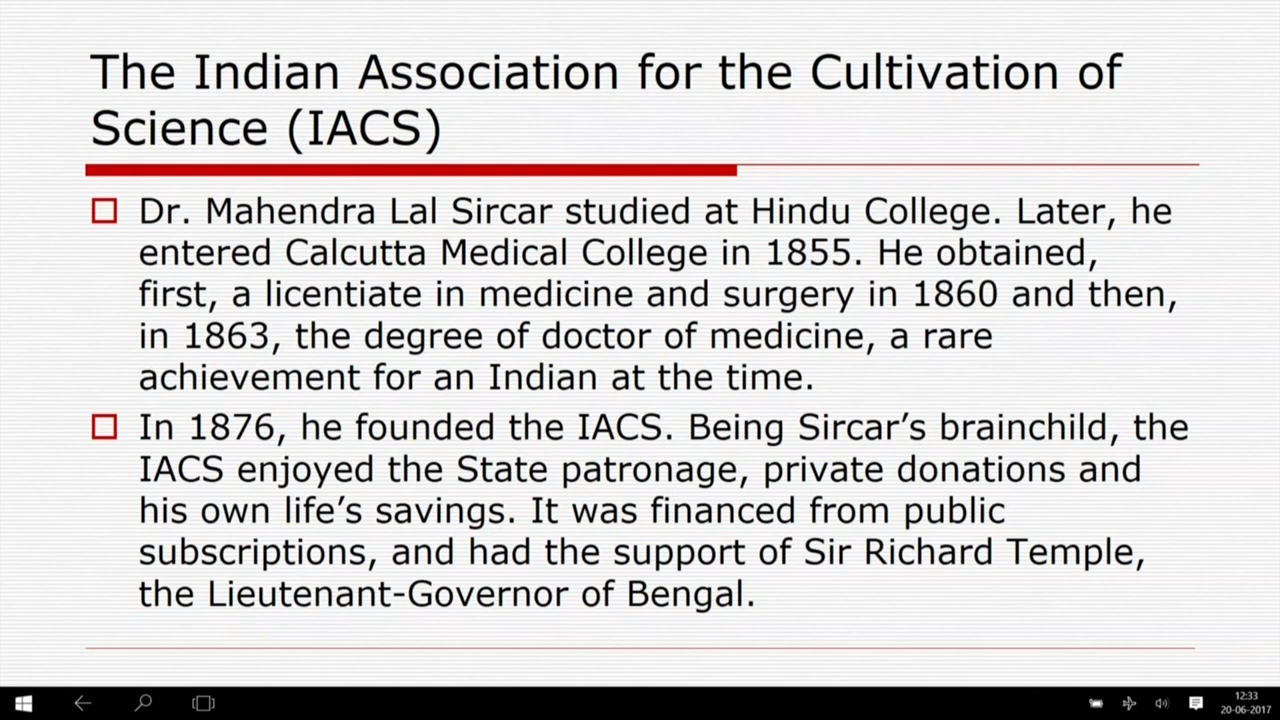 The Indian Association for the Cultivation of
Science (IACS)
Dr. Mahendra Lal Sircar studied at Hindu College. Later, he
entered Calcutta Medical College in 1855. He obtained,
first, a licentiate in medicine and surgery in 1860 and then,
in 1863, the degree of doctor of medicine, a rare
achievement for an Indian at the time.
In 1876, he founded the IACS. Being Sircar’s brainchild, the
IACS enjoyed the State patronage, private donations and
his own life’s savings. It was financed from public
subscriptions, and had the support of Sir Richard Temple,
the Lieutenant-Governor of Bengal.
12:33
20-06-2017